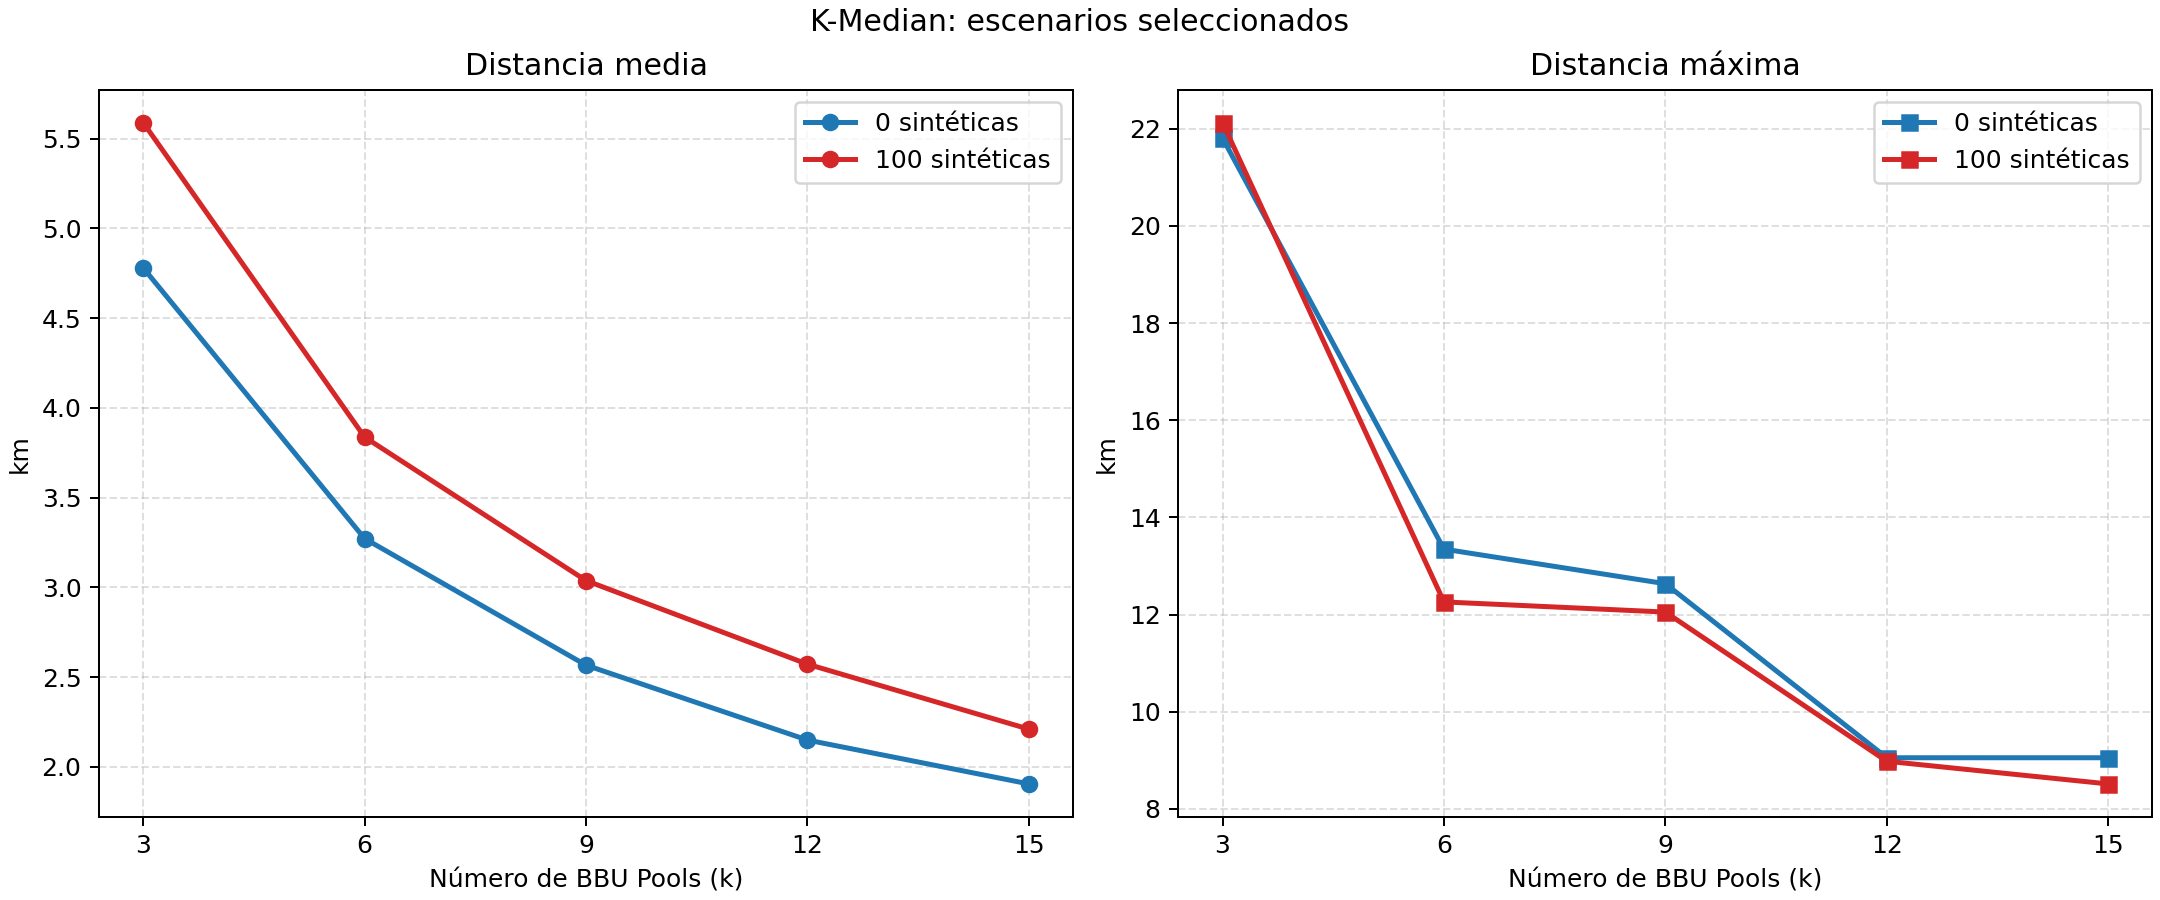 K-Median: escenarios seleccionados
Distancia media
5.5
5.0
4.5
4.0
3.5
3.0
2.5
2.0
km
0 sintéticas
100 sintéticas
3 6 9 12 15
Número de BBU Pools (k)
Distancia máxima
22
20
18
16
14
12
10
8
km
0 sintéticas
100 sintéticas
3 6 9 12 15
Número de BBU Pools (k)